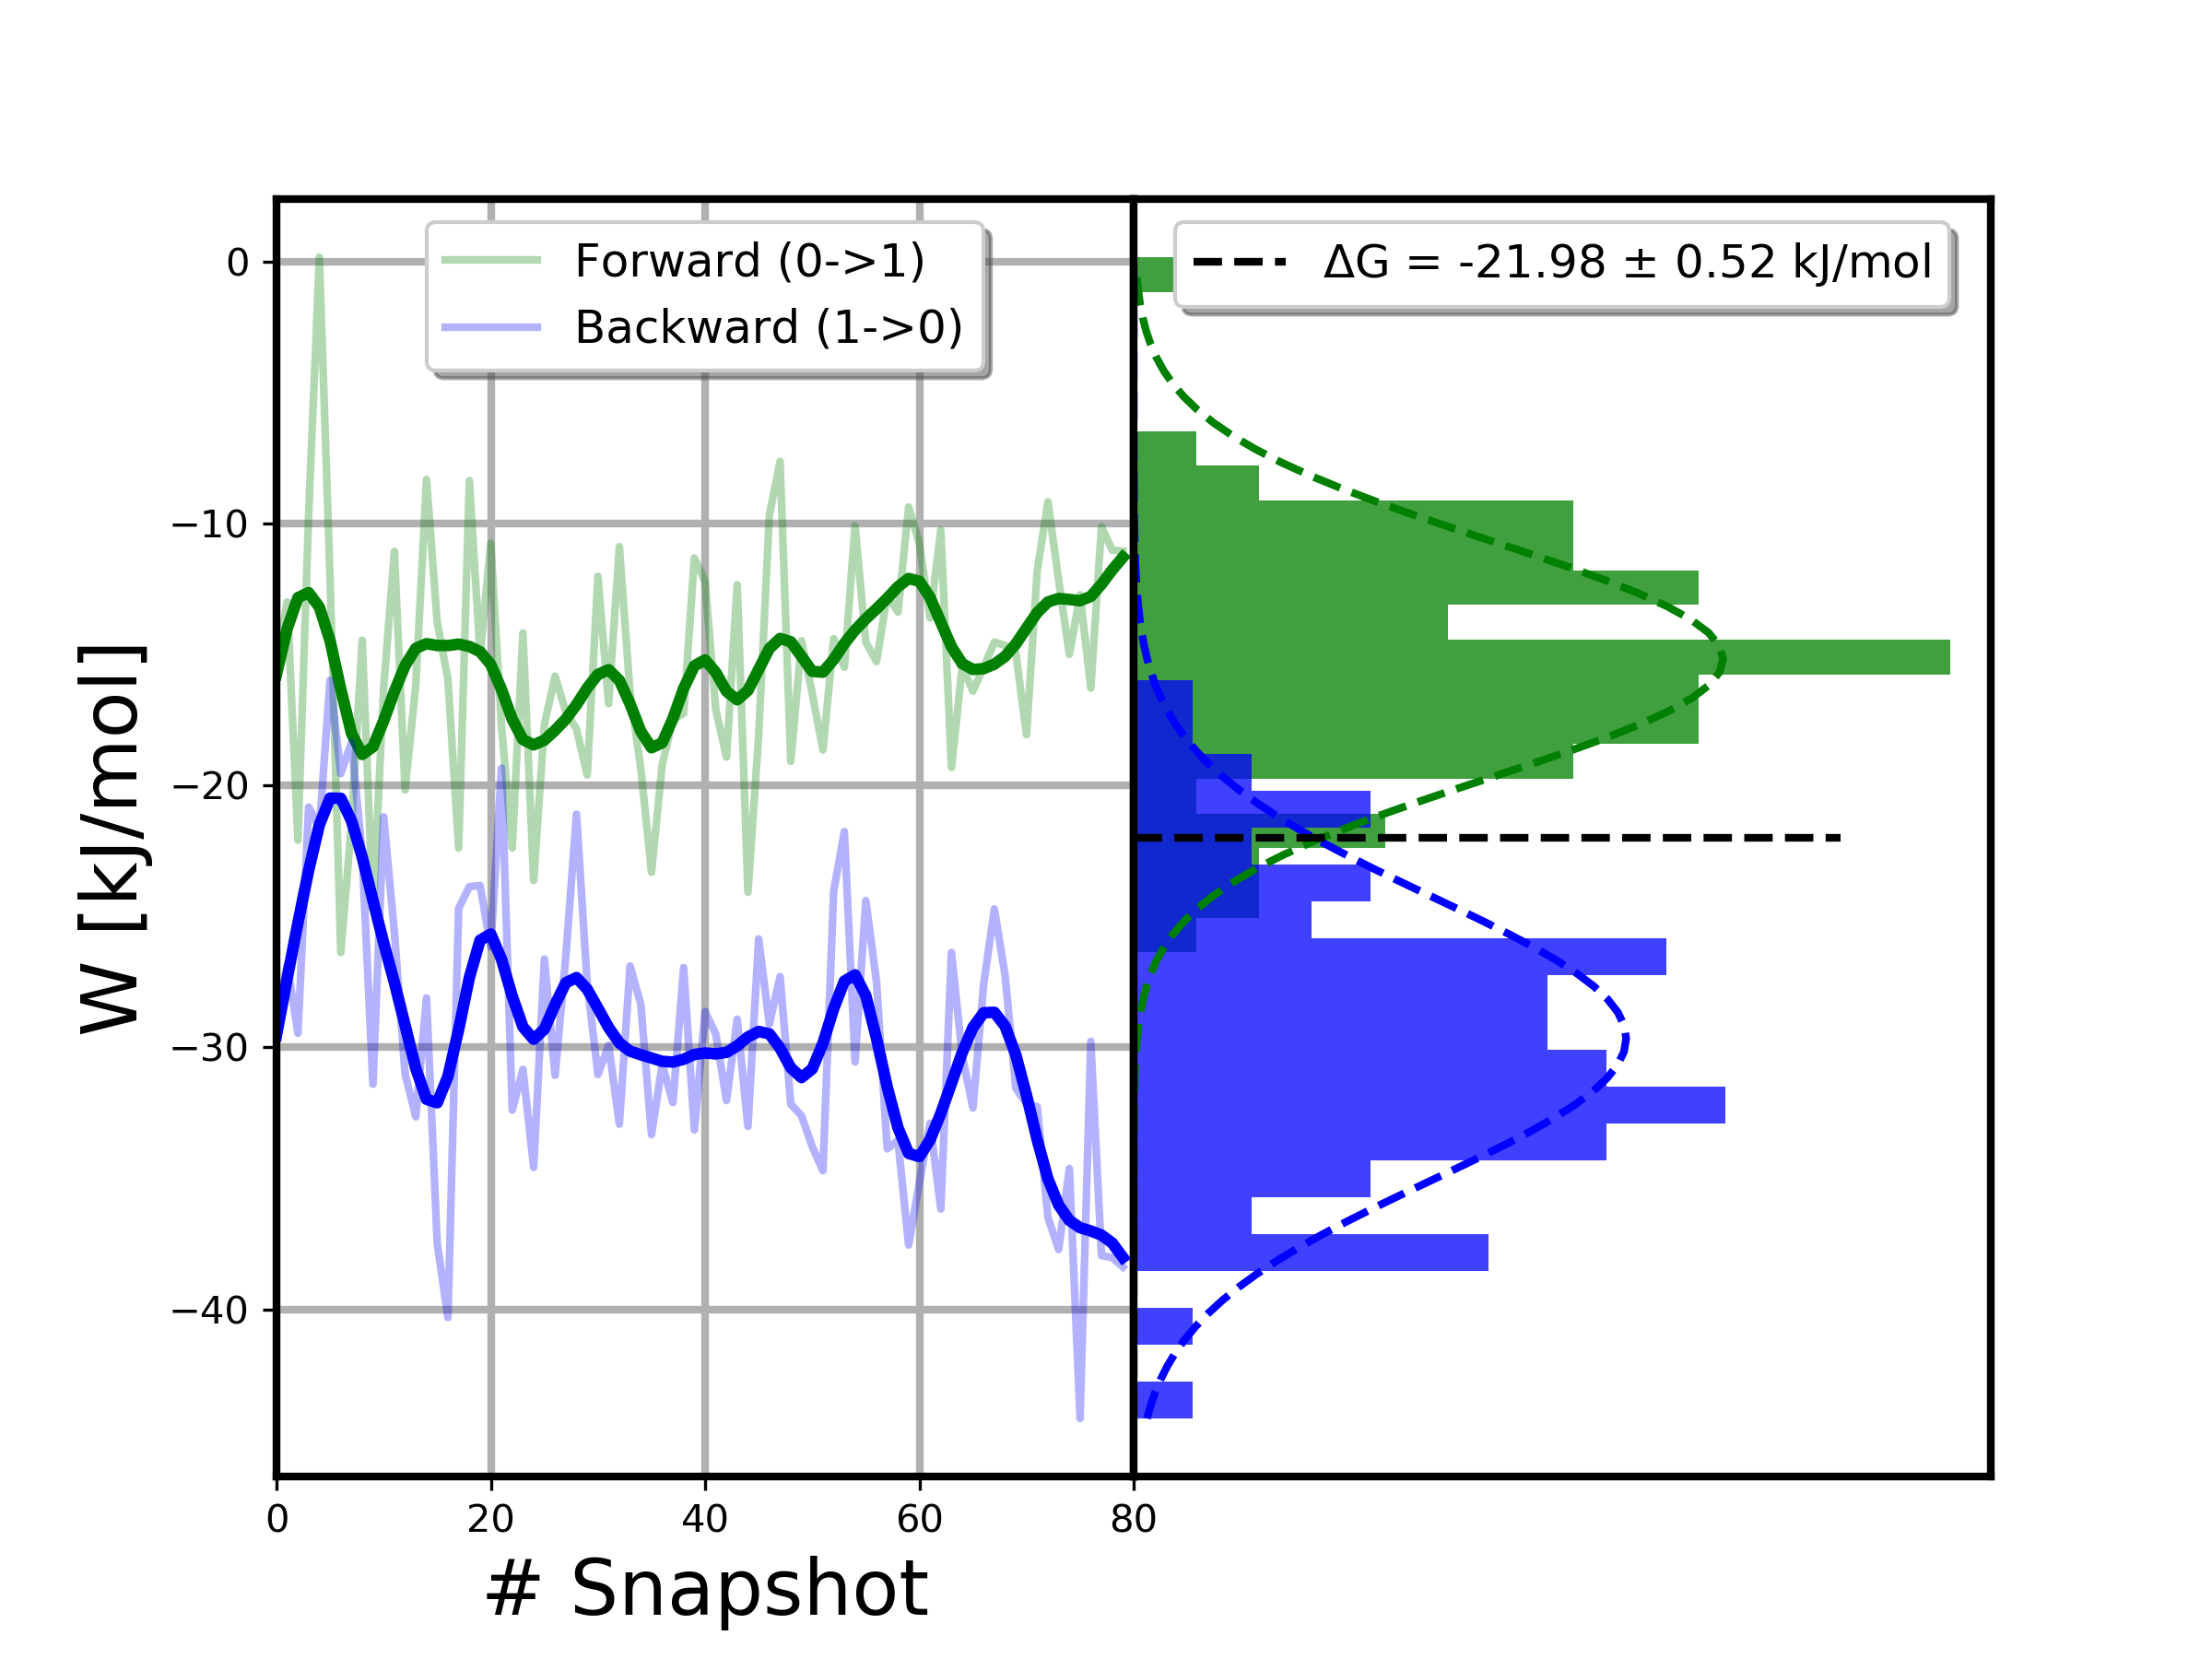 Forward (0->1)
Backward (1->0)
ΔG = -21.98 ± 0.52 kJ/mol
0
−10
−20
−30
−40
W [kJ/mol]
0 20 40 60 80
# Snapshot